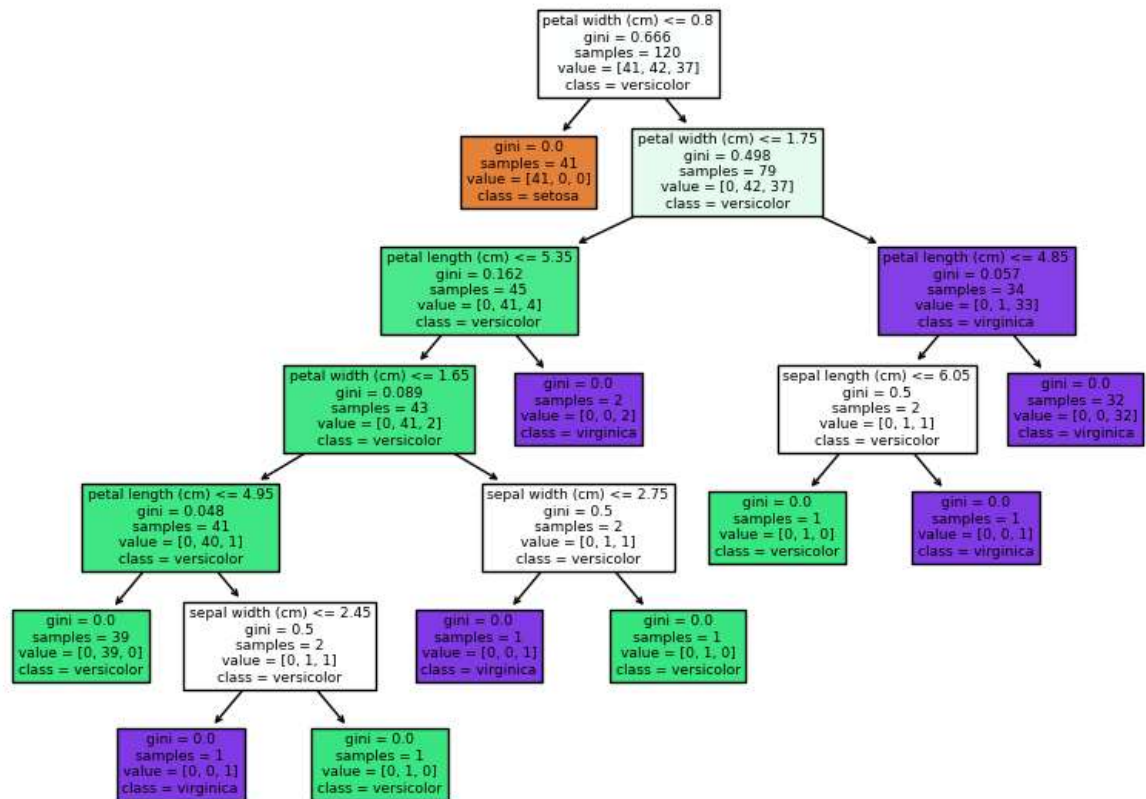 petal width (cm) <= 0.8
gini = 0.666
samples = 120
value = [41, 42, 37]
class = versicolor
gini = 0.0
samples = 41
value = [41, 0, 0]
class = setosa
petal width (cm) <= 1.75
gini = 0.498
samples = 79
value = [0, 42, 37]
class = versicolor
petal length (cm) <= 5.35
gini = 0.162
samples = 45
value = [0, 41, 4]
class = versicolor
petal length (cm) <= 4.85
gini = 0.057
samples = 34
value = [0, 1, 33]
class = virginica
petal width (cm) <= 1.65
gini = 0.089
samples = 43
value = [0, 41, 2]
class = versicolor
gini = 0.0
samples = 2
value = [0, 0, 2]
class = virginica
sepal length (cm) <= 6.05
gini = 0.5
samples = 2
value = [0, 1, 1]
class = versicolor
gini = 0.0
samples = 32
value = [0, 0, 32]
class = virginica
petal length (cm) <= 4.95
gini = 0.048
samples = 41
value = [0, 40, 1]
class = versicolor
sepal width (cm) <= 2.75
gini = 0.5
samples = 2
value = [0, 1, 1]
class = versicolor
gini = 0.0
samples = 1
value = [0, 1, 0]
class = versicolor
gini = 0.0
samples = 1
value = [0, 0, 1]
class = virginica
gini = 0.0
samples = 39
value = [0, 39, 0]
class = versicolor
sepal width (cm) <= 2.45
gini = 0.5
samples = 2
value = [0, 1, 1]
class = versicolor
gini = 0.0
samples = 1
value = [0, 0, 1]
class = virginica
gini = 0.0
samples = 1
value = [0, 1, 0]
class = versicolor
gini = 0.0
samples = 1
value = [0, 0, 1]
class = virginica
gini = 0.0
samples = 1
value = [0, 1, 0]
class = versicolor